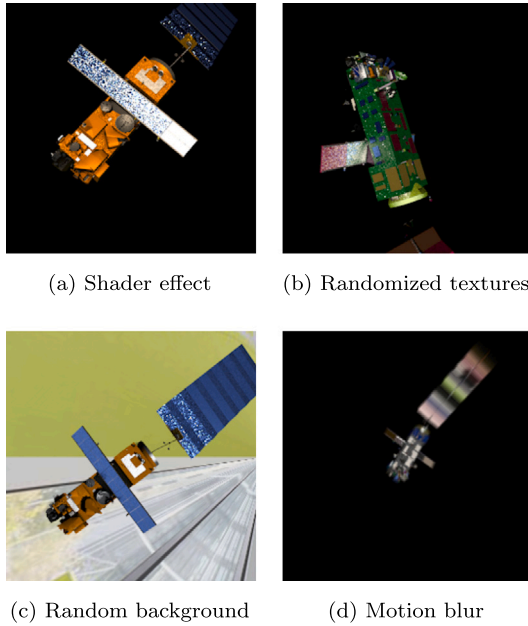 (a) Shader effect
(b) Randomized textures
(c) Random background
(d) Motion blur